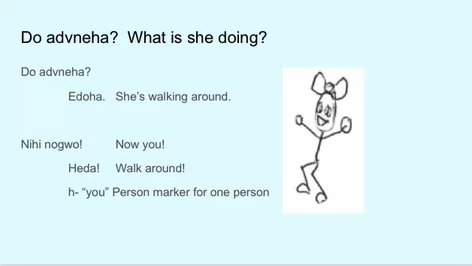 Do advneha? What is she doing?
Do advneha?
Edoha. She's walking around.
Nihi nogwo! Now you!
Heda! Walk around!
h- “you” Person marker for one person